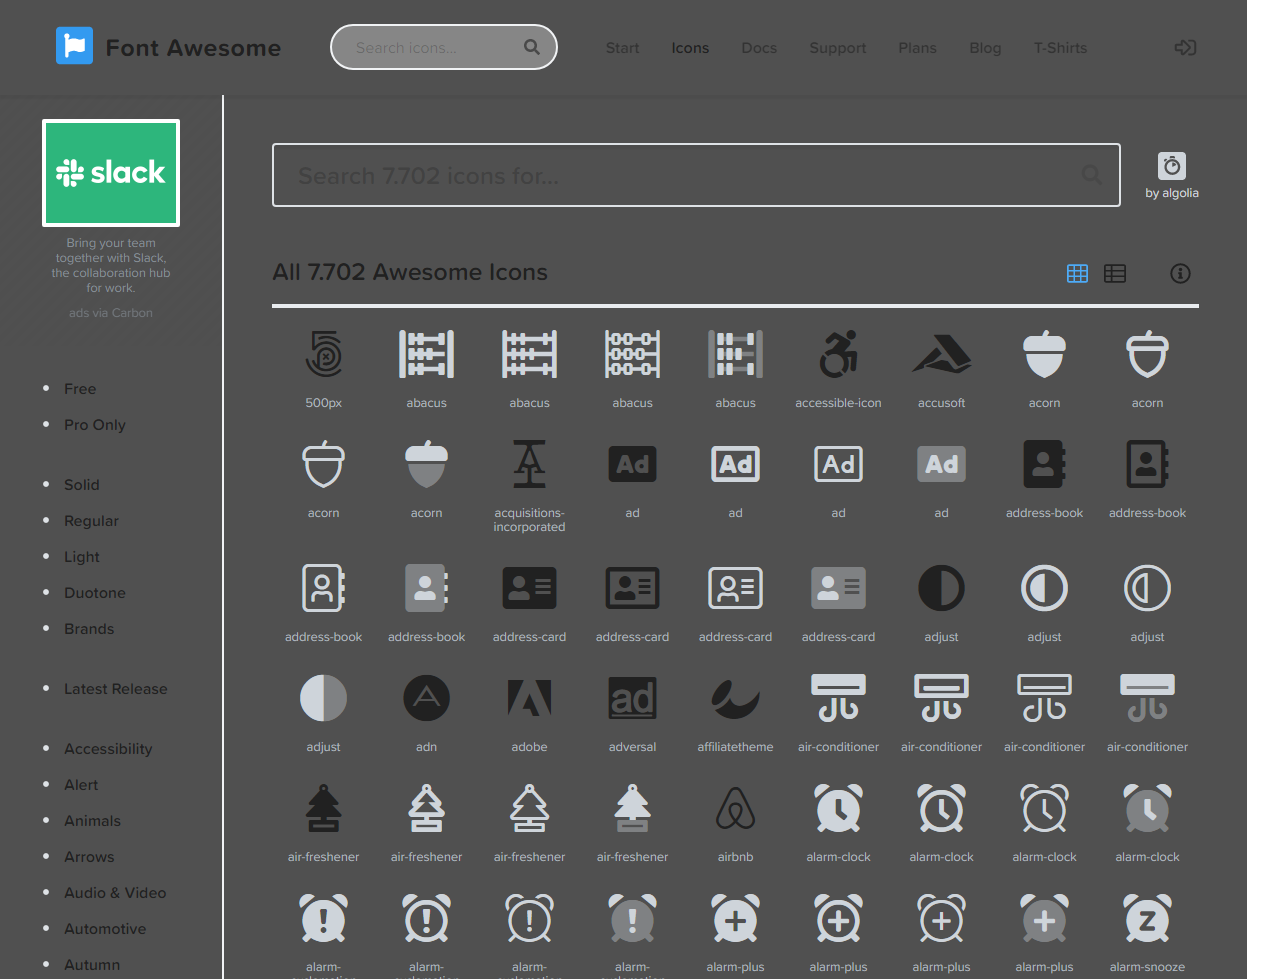 Font Awesome
Search icons...
Start
Icons
Docs
Support
Plans
Blog
T-Shirts
slack
Bring your team
together with Slack,
the collaboration hub
for work.
ads via Carbon
Free
Pro Only
Solid
Regular
Light
Duotone
Brands
Latest Release
Accessibility
Alert
Animals
Arrows
Audio & Video
Automotive
Autumn
Search 7.702 icons for...
by algolia
All 7.702 Awesome Icons
500px
abacus
abacus
abacus
abacus
accessible-icon
accusoft
acorn
acorn
Ad
Ad
Ad
Ad
acorn
acorn
acquisitions-
incorporated
ad
ad
ad
ad
address-book
address-book
address-book
address-book
address-card
address-card
address-card
address-card
adjust
adjust
adjust
ad
adjust
adn
adobe
adversal
affiliatetheme
air-conditioner
air-conditioner
air-conditioner
air-conditioner
air-freshener
air-freshener
air-freshener
air-freshener
airbnb
alarm-clock
alarm-clock
alarm-clock
alarm-clock
Z
alarm-
alarm-
alarm-
alarm-
alarm-plus
alarm-plus
alarm-plus
alarm-plus
alarm-snooze